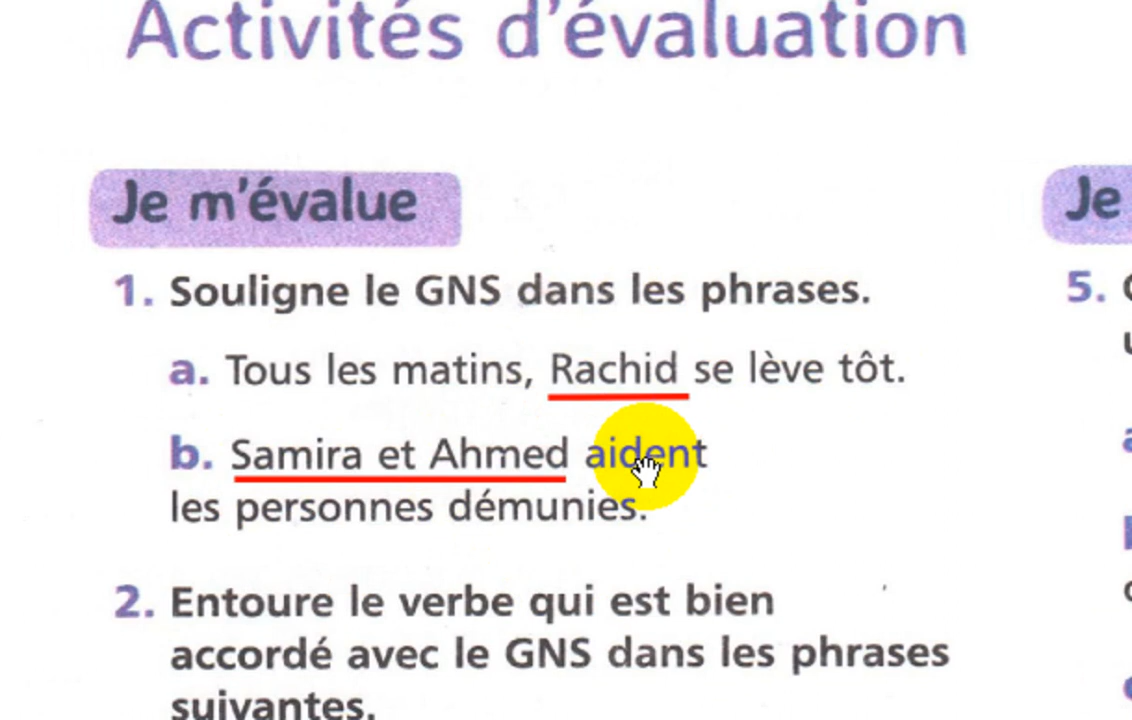 Activités d'évaluation
Je m'évalue
1. Souligne le GNS dans les phrases.
a. Tous les matins, Rachid se lève tôt.
b. Samira et Ahmed aident
les personnes démunies.
2. Entoure le verbe qui est bien
accordé avec le GNS dans les phrases
suivantes.
Je
5.